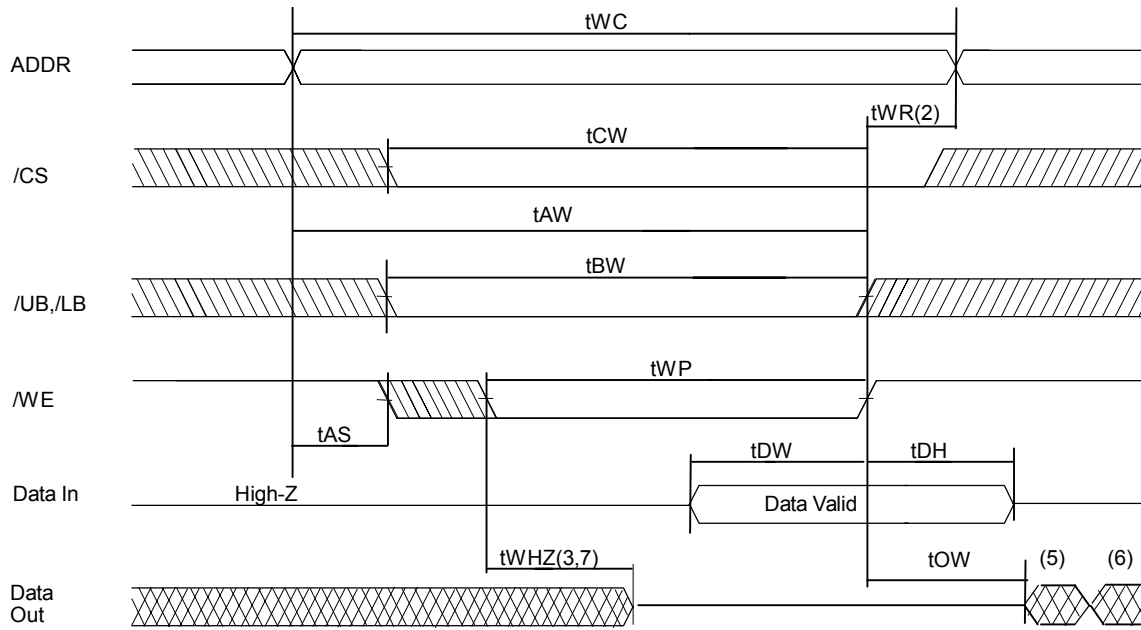 tWC
ADDR
tWR(2)
tCW
/CS
tAW
tBW
/UB,/LB
tWP
/WE
tAS
tDW
tDH
Data In
High-Z
Data Valid
tWHZ(3,7)
tOW
(5)
(6)
Data
Out